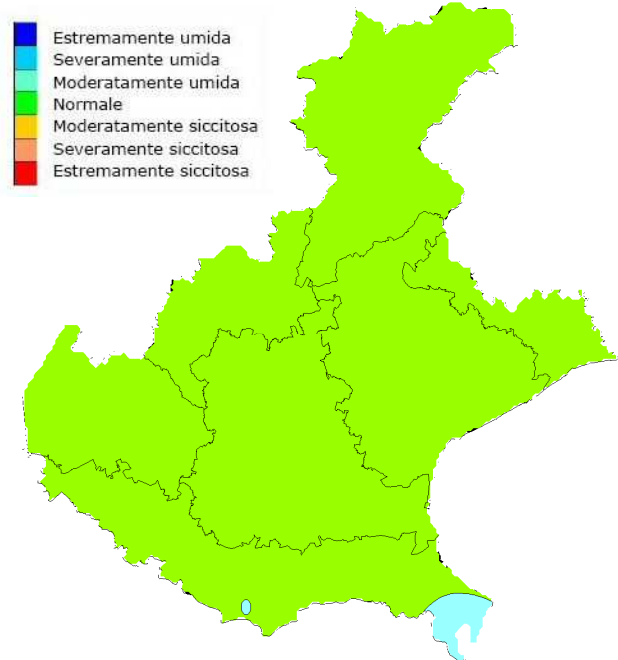 Estremamente umida
Severamente umida
Moderatamente umida
Normale
Moderatamente siccitosa
Severamente siccitosa
Estremamente siccitosa